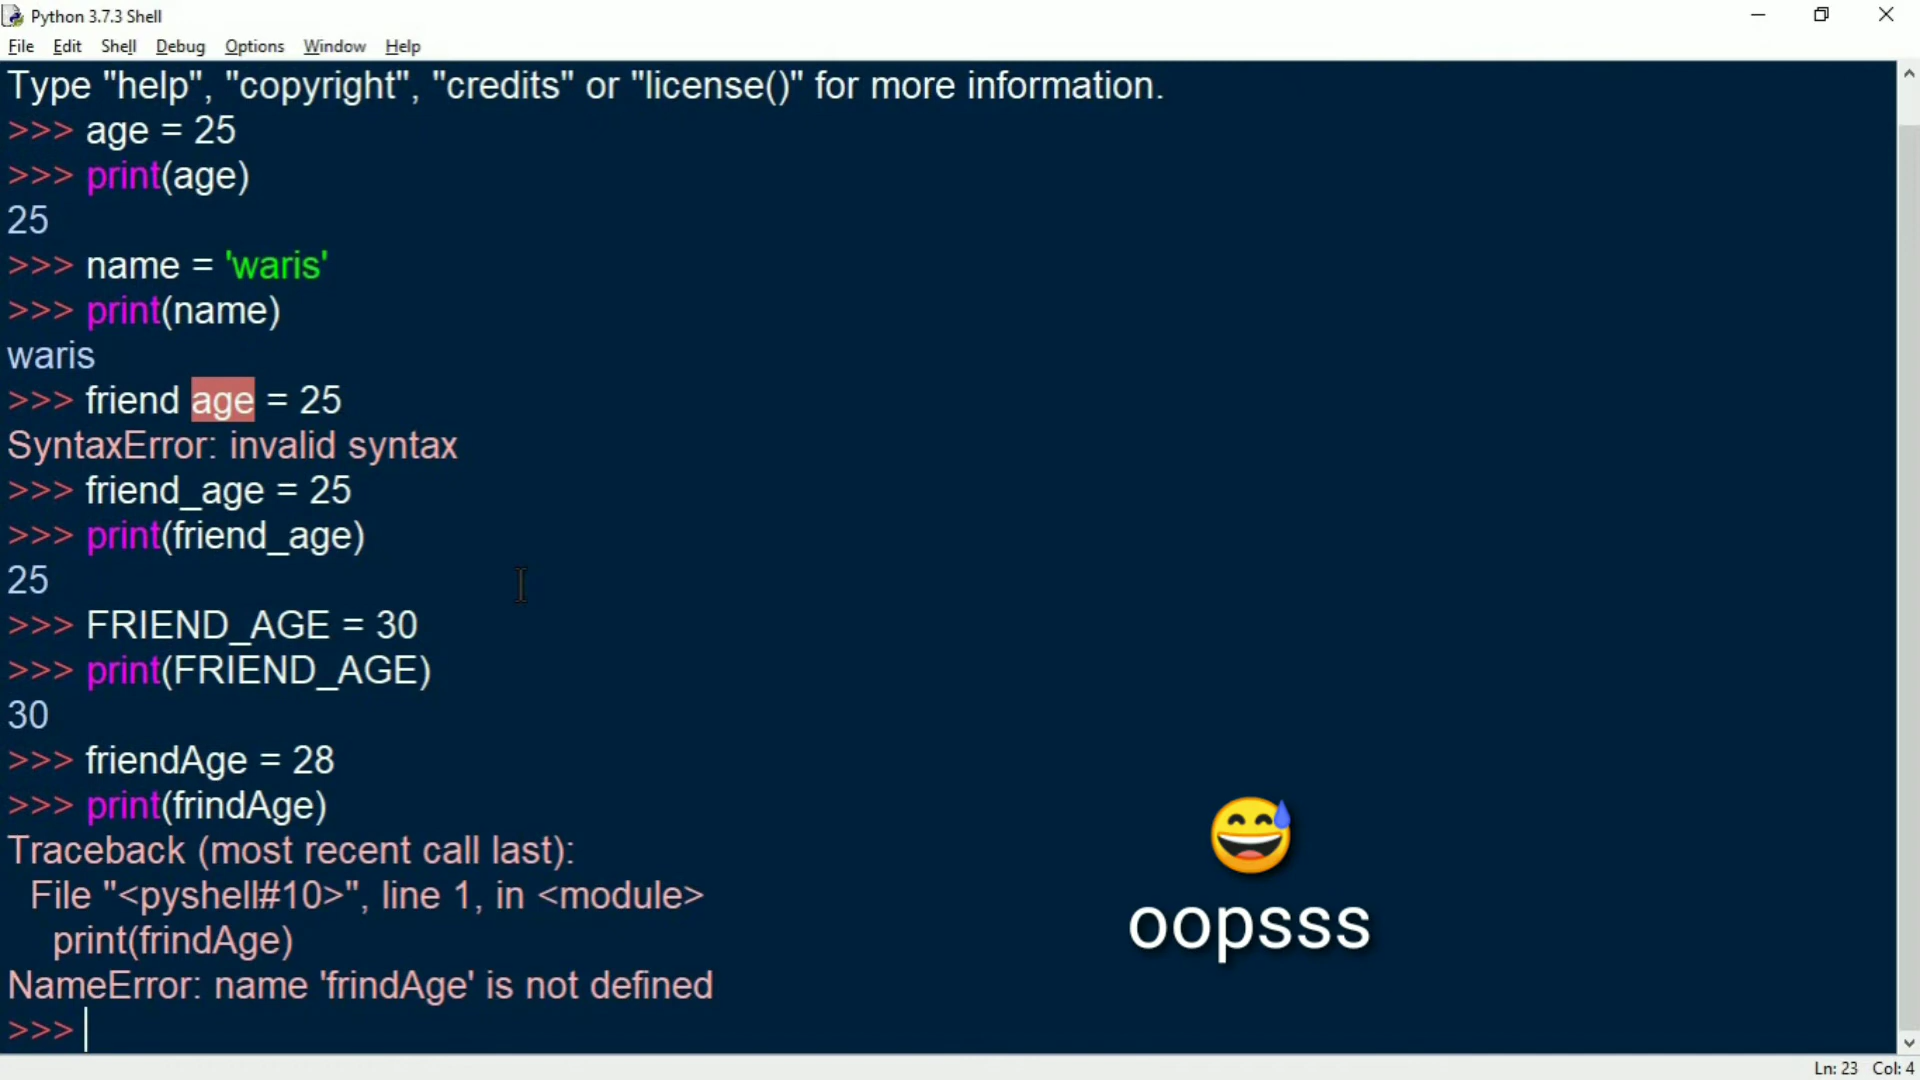 Python 3.7.3 Shell
File Edit Shell Debug Options Window Help
Type "help", "copyright", "credits" or "license()" for more information.
>>> age = 25
>>> print(age)
25
>>> name = 'waris'
>>> print(name)
waris
>>> friend age = 25
SyntaxError: invalid syntax
>>> friend_age = 25
>>> print(friend_age)
25
>>> FRIEND_AGE = 30
>>> print(FRIEND_AGE)
30
>>> friendAge = 28
>>> print(frindAge)
Traceback (most recent call last):
File "<pyshell#10>", line 1, in <module>
print(frindAge)
NameError: name 'frindAge' is not defined
>>>
oopsss
Ln: 23 Col: 4